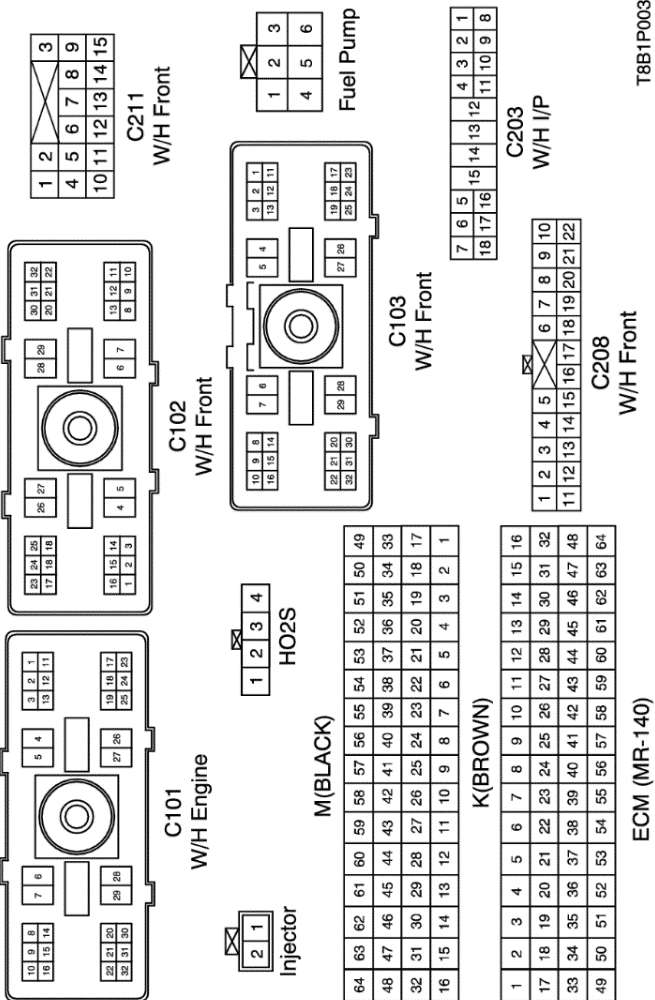 10 9 8 7 6 5 4 3 2 1
16 15 14 13 12 11
22 21 20 29 28 27 26 19 18 17
32 31 30 25 24 23
C101
W/H Engine
23 24 25 26 27 28 29 30 31 32
17 18 18 20 21 22
16 15 14 4 5 6 7 13 12 11
1 2 3 8 9 10
C102
W/H Front
1 2 3
4 5 6 7 8 9
10 11 12 13 14 15
C211
W/H Front
2 1
Injector
1 2 3 4
HO2S
10 9 8 7 6 5 4 3 2 1
16 15 14 13 12 11
22 21 20 29 28 27 26 19 18 17
32 31 30 25 24 23
C103
W/H Front
1 2 3
4 5 6
Fuel Pump
M(BLACK)
64 63 62 61 60 59 58 57 56 55 54 53 52 51 50 49
48 47 46 45 44 43 42 41 40 39 38 37 36 35 34 33
32 31 30 29 28 27 26 25 24 23 22 21 20 19 18 17
16 15 14 13 12 11 10 9 8 7 6 5 4 3 2 1
K(BROWN)
1 2 3 4 5 6 7 8 9 10 11 12 13 14 15 16
17 18 19 20 21 22 23 24 25 26 27 28 29 30 31 32
33 34 35 36 37 38 39 40 41 42 43 44 45 46 47 48
49 50 51 52 53 54 55 56 57 58 59 60 61 62 63 64
ECM (MR-140)
7 6 5 4 3 2 1
18 17 16 15 14 13 12 11 10 9 8
C203
W/H I/P
1 2 3 4 5 6 7 8 9 10
11 12 13 14 15 16 17 18 19 20 21 22
C208
W/H Front
T8B1P003